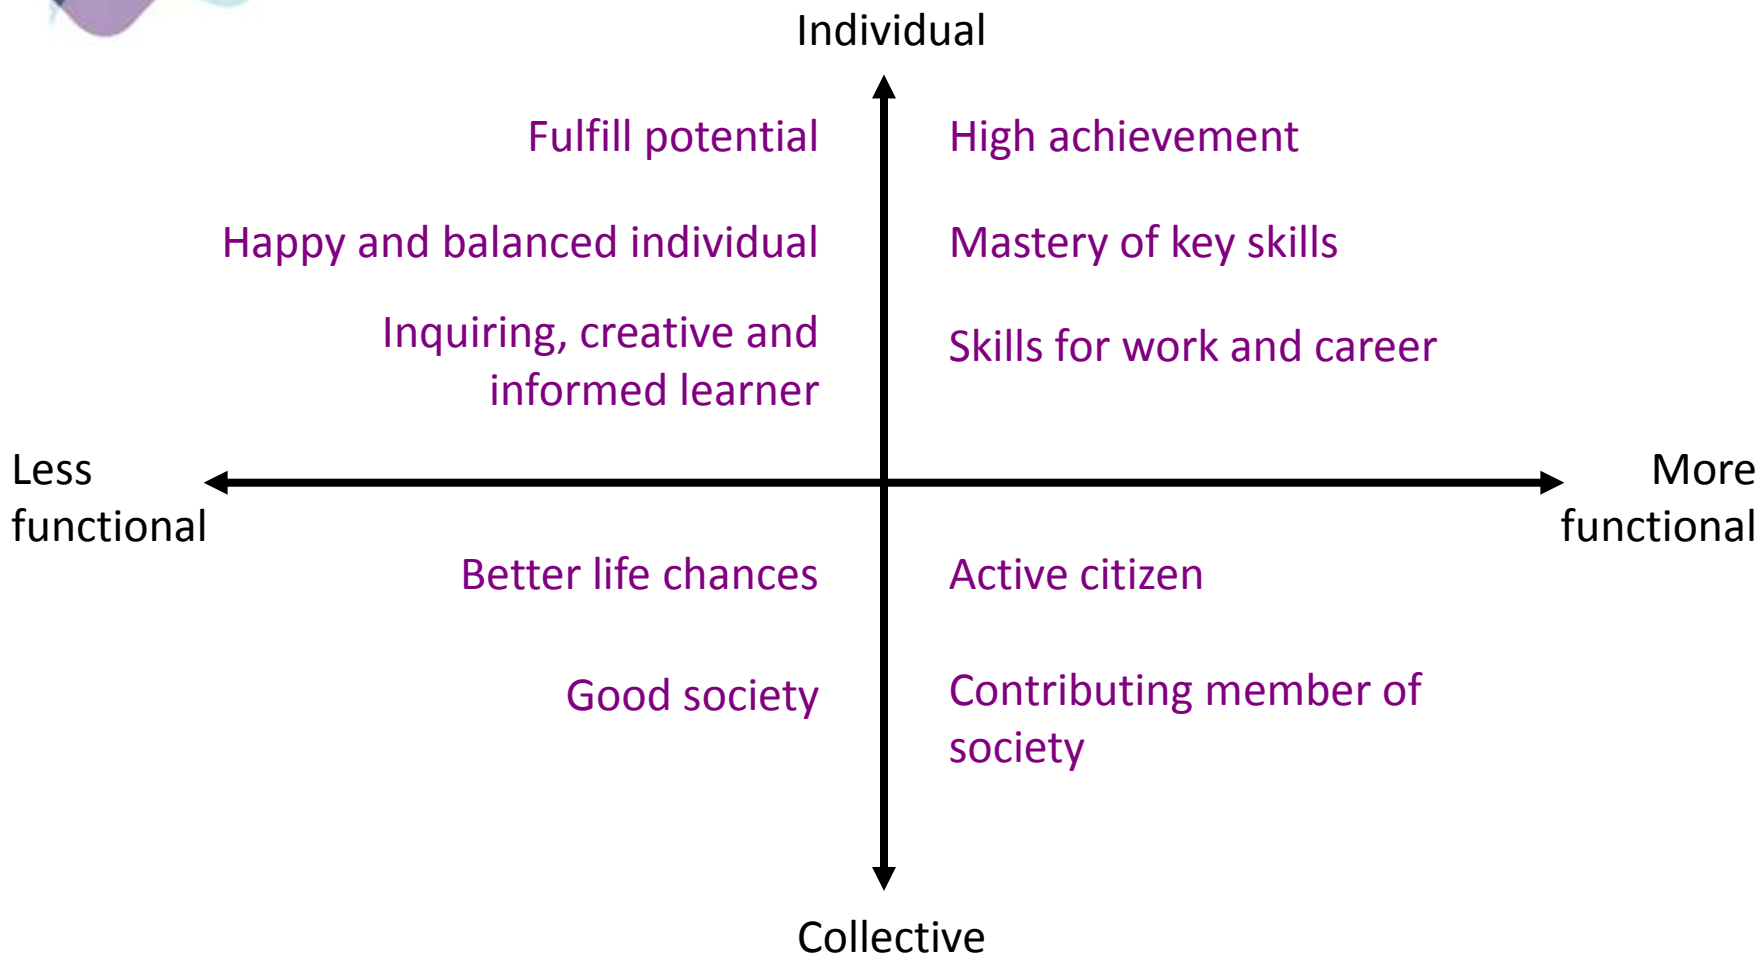 Individual
Fulfill potential
High achievement
Happy and balanced individual
Mastery of key skills
Inquiring, creative and
informed learner
Skills for work and career
Less
functional
More
functional
Better life chances
Active citizen
Good society
Contributing member of
society
Collective